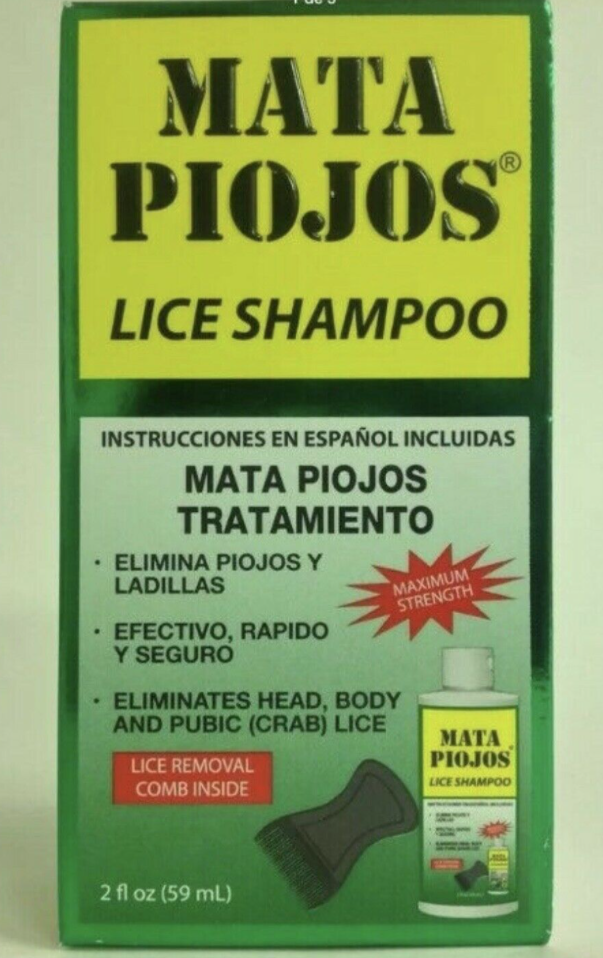 MATA
PIOJOS®
LICE SHAMPOO
INSTRUCCIONES EN ESPAÑOL INCLUIDAS
MATA PIOJOS
TRATAMIENTO
· ELIMINA PIOJOS Y
LADILLAS
· EFECTIVO, RAPIDO
Y SEGURO
· ELIMINATES HEAD, BODY
AND PUBIC (CRAB) LICE
MAXIMUM
STRENGTH
LICE REMOVAL
COMB INSIDE
2 fl oz (59 mL)
MATA
PIOJOS®
LICE SHAMPOO